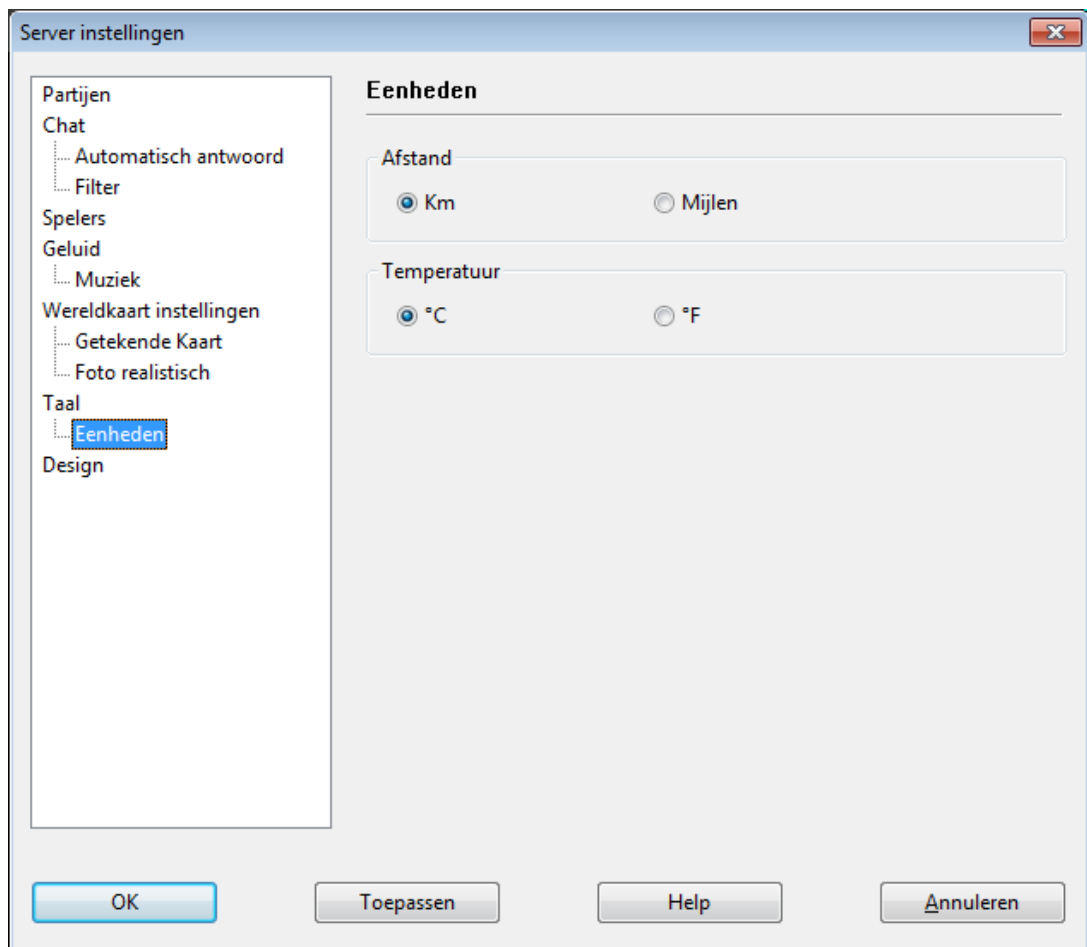 Server instellingen
Partijen
Chat
Automatisch antwoord
Filter
Spelers
Geluid
Muziek
Wereldkaart instellingen
Getekende Kaart
Foto realistisch
Taal
Eenheden
Design
Eenheden
Afstand
Km Mijlen
Temperatuur
°C °F
OK Toepassen Help Annuleren